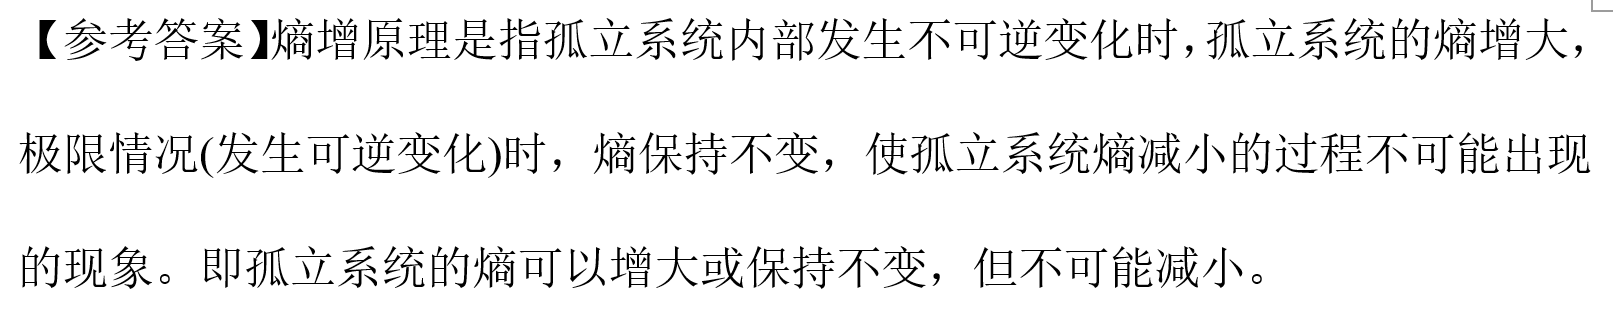 【参考答案】熵增原理是指孤立系统内部发生不可逆变化时,孤立系统的熵增大，
极限情况(发生可逆变化)时，熵保持不变，使孤立系统熵减小的过程不可能出现
的现象。即孤立系统的熵可以增大或保持不变，但不可能减小。